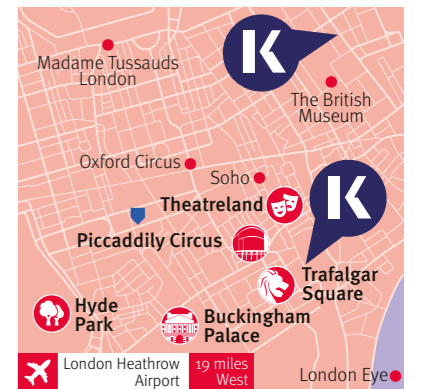 K
Madame Tussauds
London
The British
Museum
Oxford Circus
Soho
Theatreland
K
Piccadilly Circus
Trafalgar
Square
Hyde
Park
Buckingham
Palace
London Heathrow
Airport
19 miles
West
London Eye